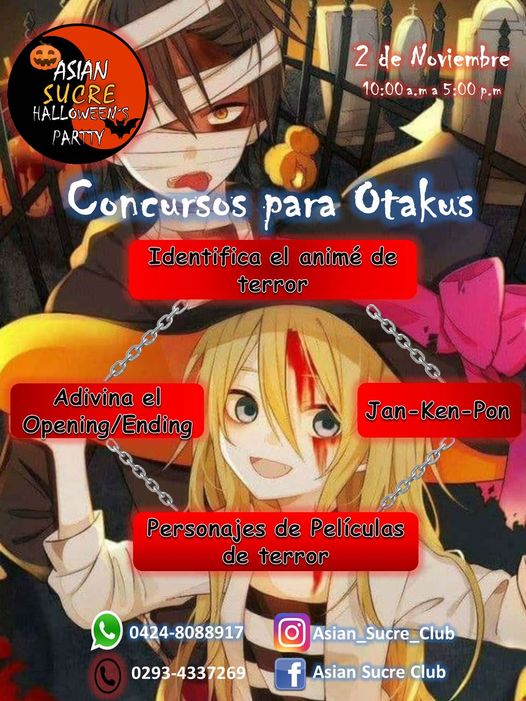 ASIAN
SUCRE
HALLOWEEN´S
PARTTY
2 de Noviembre
10:00 a.m a 5:00 p.m
Concursos para Otakus
Identifica el animé de
terror
Adivina el
Opening/Ending
Jan-Ken-Pon
Personajes de Películas
de terror
0424-8088917
Asian_Sucre_Club
0293-4337269
Asian Sucre Club